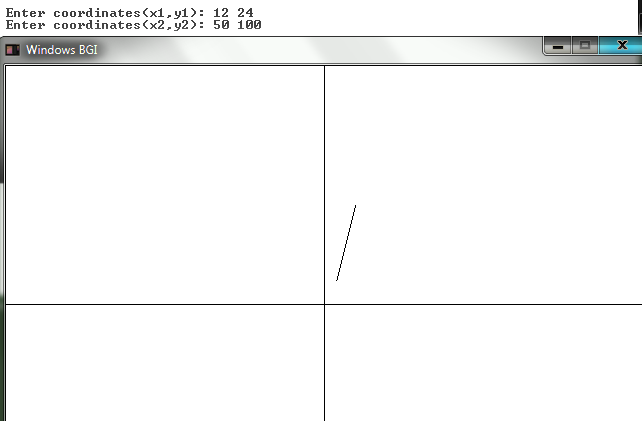 Enter coordinates(x1,y1): 12 24
Enter coordinates(x2,y2): 50 100
Windows BGI